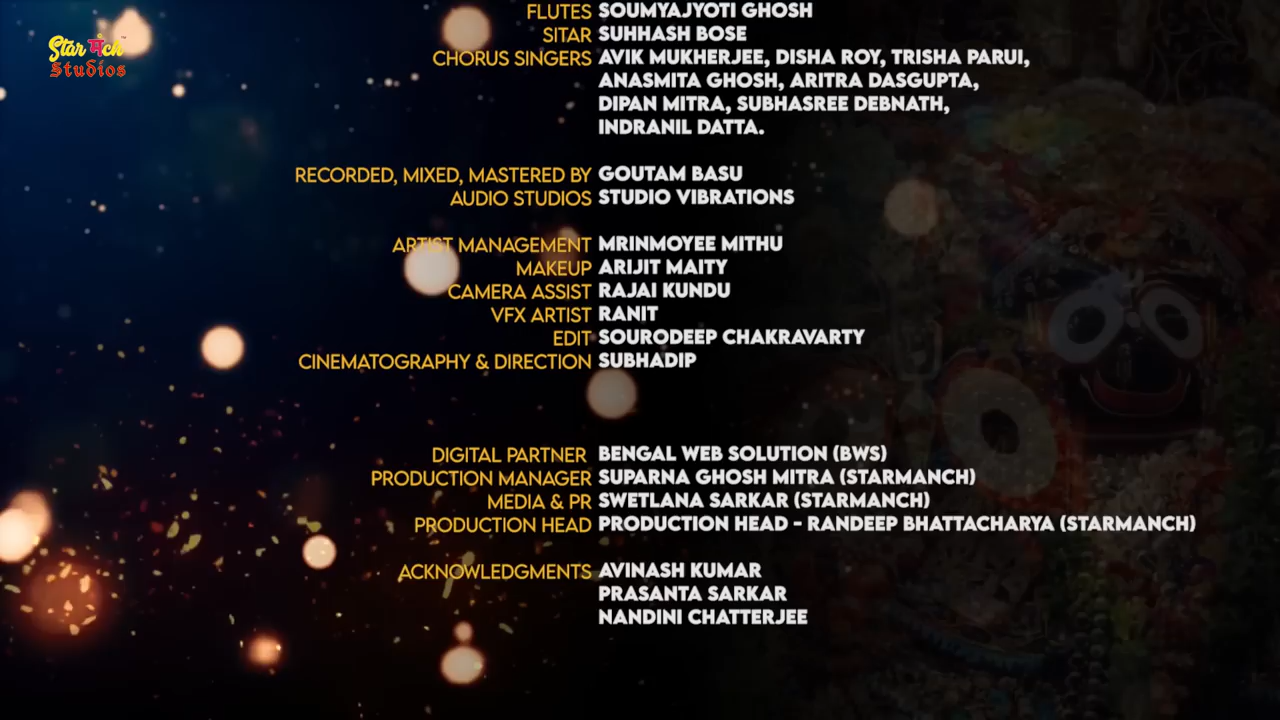 Star मंच
Studios
FLUTES SOUMYAJYOTI GHOSH
SITAR SUHHASH BOSE
CHORUS SINGERS AVIK MUKHERJEE, DISHA ROY, TRISHA PARUI,
ANASMITA GHOSH, ARITRA DASGUPTA,
DIPAN MITRA, SUBHASREE DEBNATH,
INDRANIL DATTA.
RECORDED, MIXED, MASTERED BY GOUTAM BASU
AUDIO STUDIOS STUDIO VIBRATIONS
ARTIST MANAGEMENT MRINMOYEE MITHU
MAKEUP ARIJIT MAITY
CAMERA ASSIST RAJAI KUNDU
VFX ARTIST RANIT
EDIT SOURODEEP CHAKRAVARTY
CINEMATOGRAPHY & DIRECTION SUBHADIP
DIGITAL PARTNER BENGAL WEB SOLUTION (BWS)
PRODUCTION MANAGER SUPARNA GHOSH MITRA (STARMANCH)
MEDIA & PR SWETLANA SARKAR (STARMANCH)
PRODUCTION HEAD PRODUCTION HEAD - RANDEEP BHATTACHARYA (STARMANCH)
ACKNOWLEDGMENTS AVINASH KUMAR
PRASANTA SARKAR
NANDINI CHATTERJEE